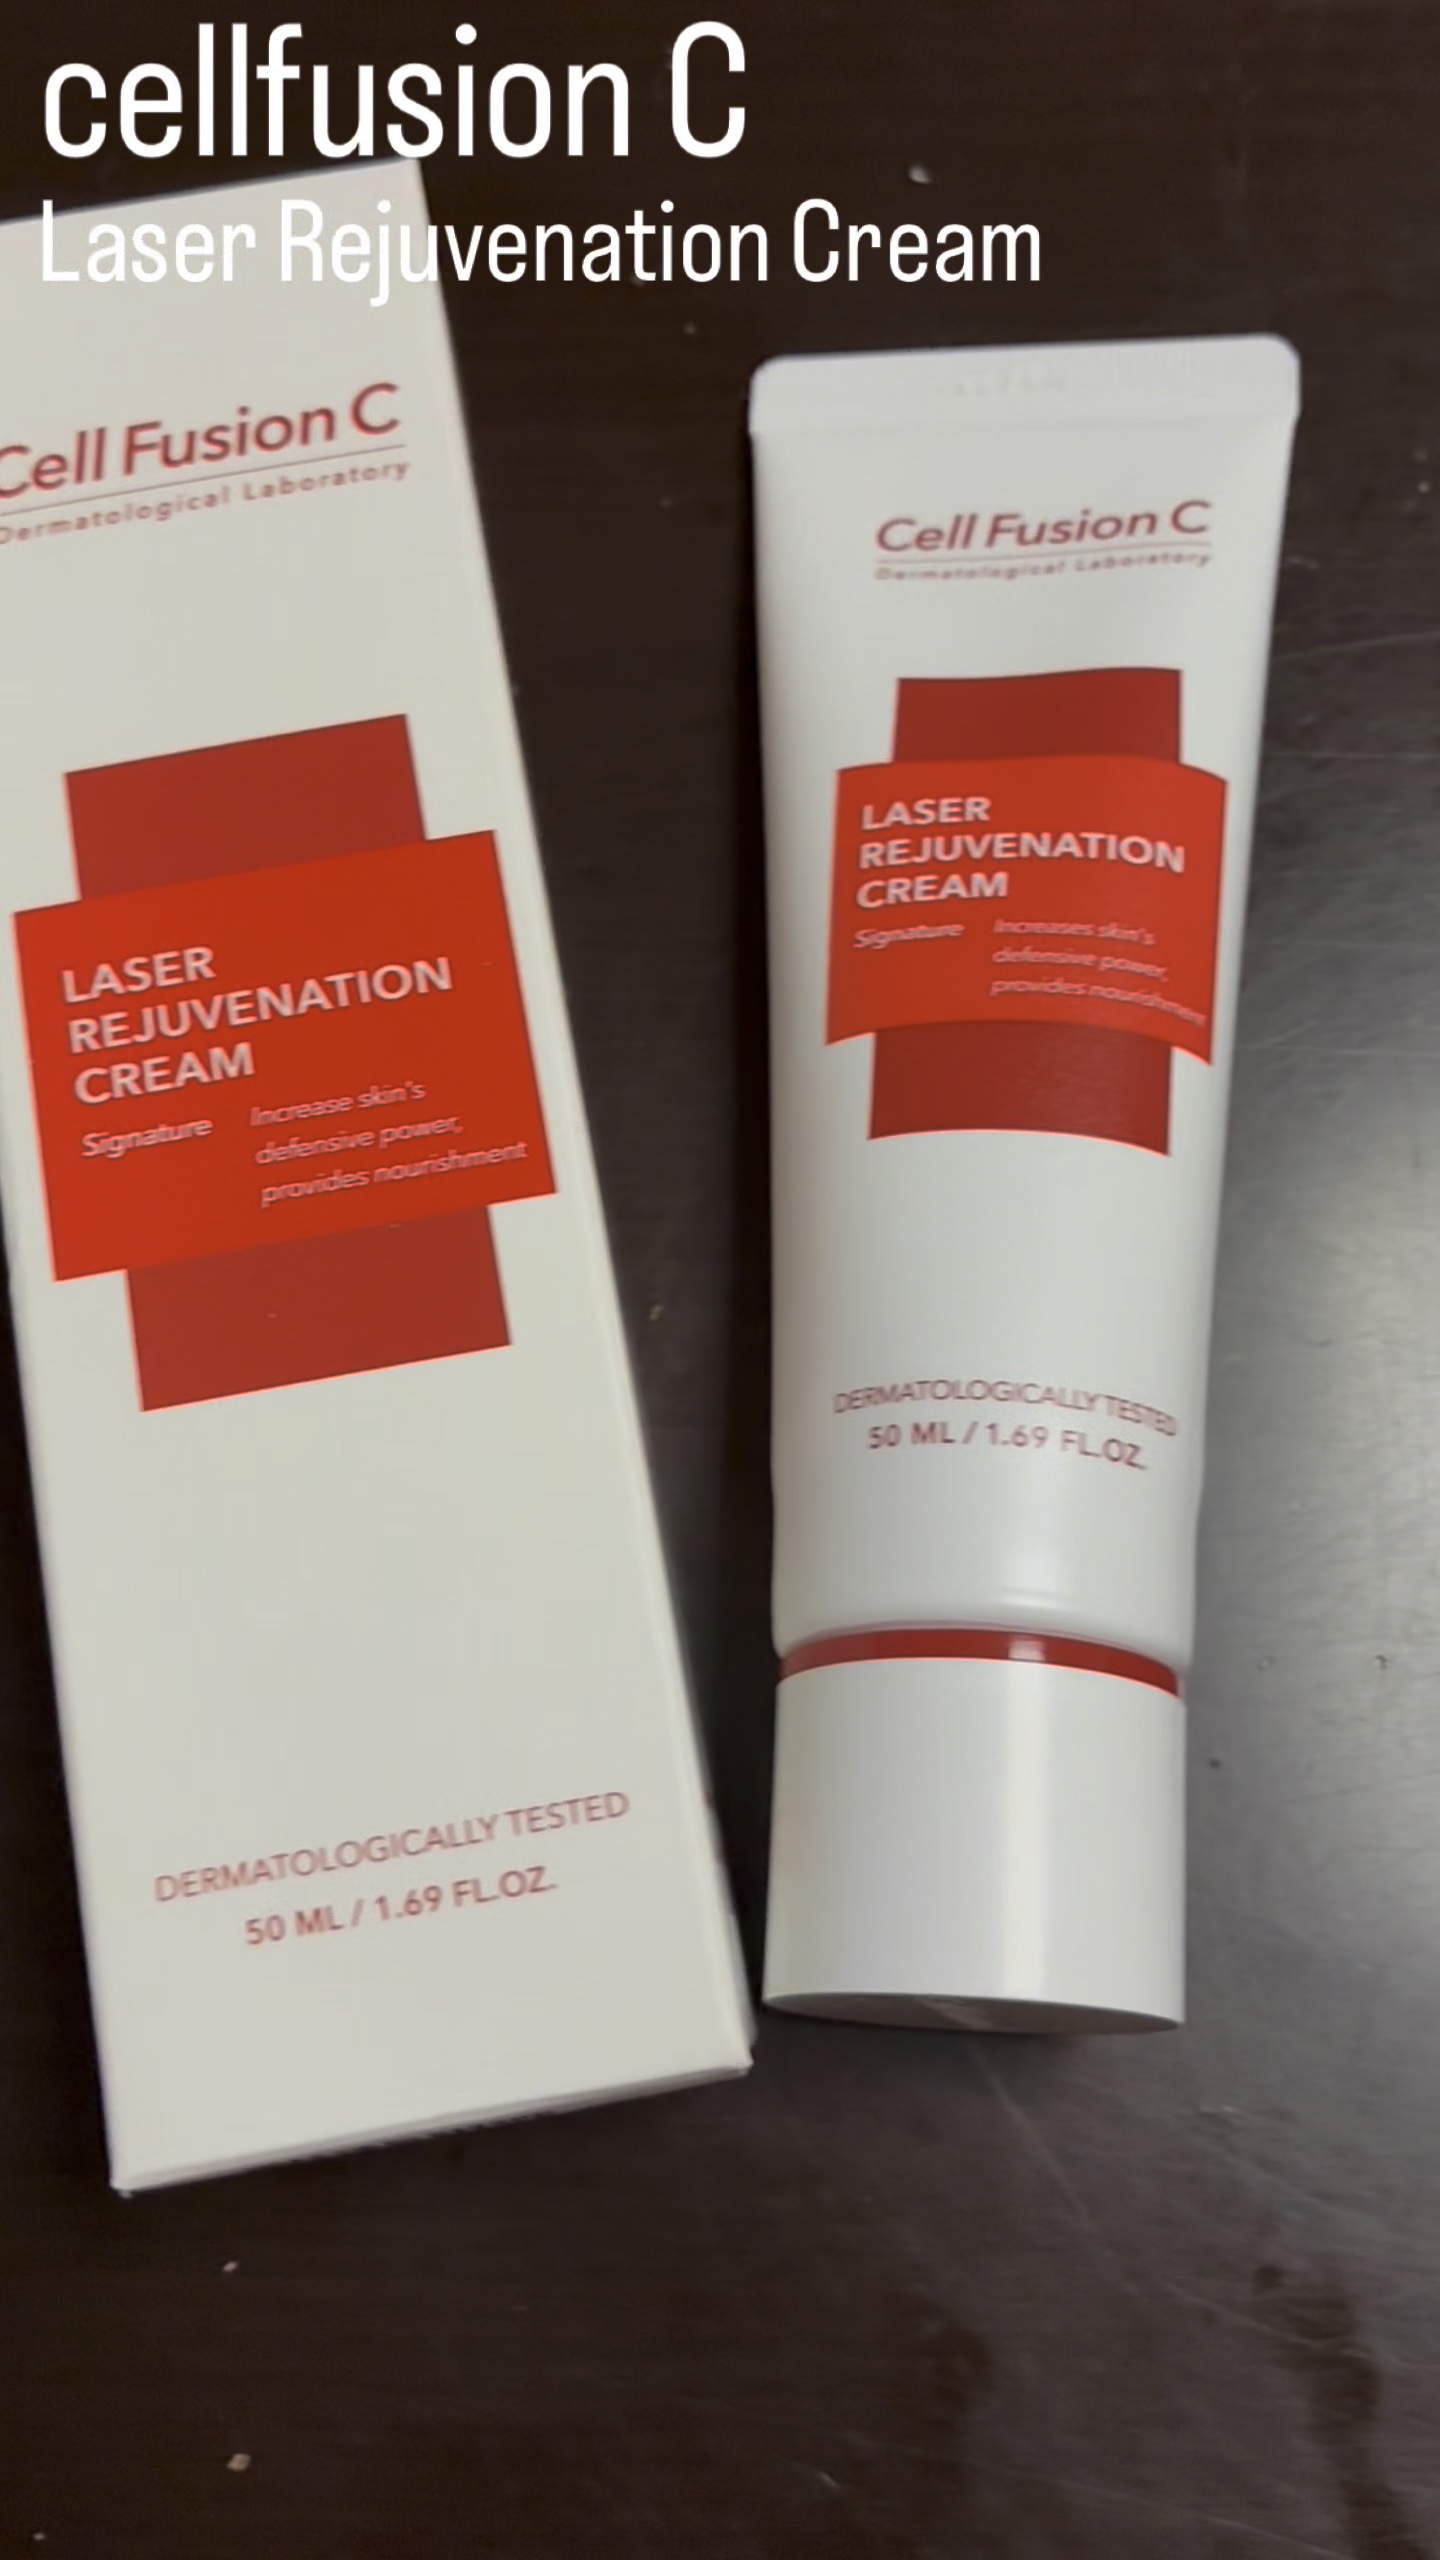 cellfusion C
Laser Rejuvenation Cream
Cell Fusion C
Dermatological Laboratory
LASER
REJUVENATION
CREAM
Signature
Increase skin's
defensive power,
provides nourishment
DERMATOLOGICALLY TESTED
50 ML / 1.69 FL.OZ.
Cell Fusion C
Dermatological Laboratory
LASER
REJUVENATION
CREAM
Signature
Increases skin's
defensive power,
provides nourishment
DERMATOLOGICALLY TESTED
50 ML / 1.69 FL.OZ.